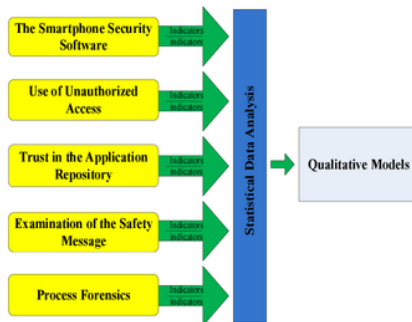 The Smartphone Security
Software
Indicators
indicators
Use of Unauthorized
Access
Indicators
indicators
Trust in the Application
Repository
Indicators
indicators
Examination of the Safety
Message
Indicators
indicators
Process Forensics
Indicators
indicators
Statistical Data Analysis
Qualitative Models